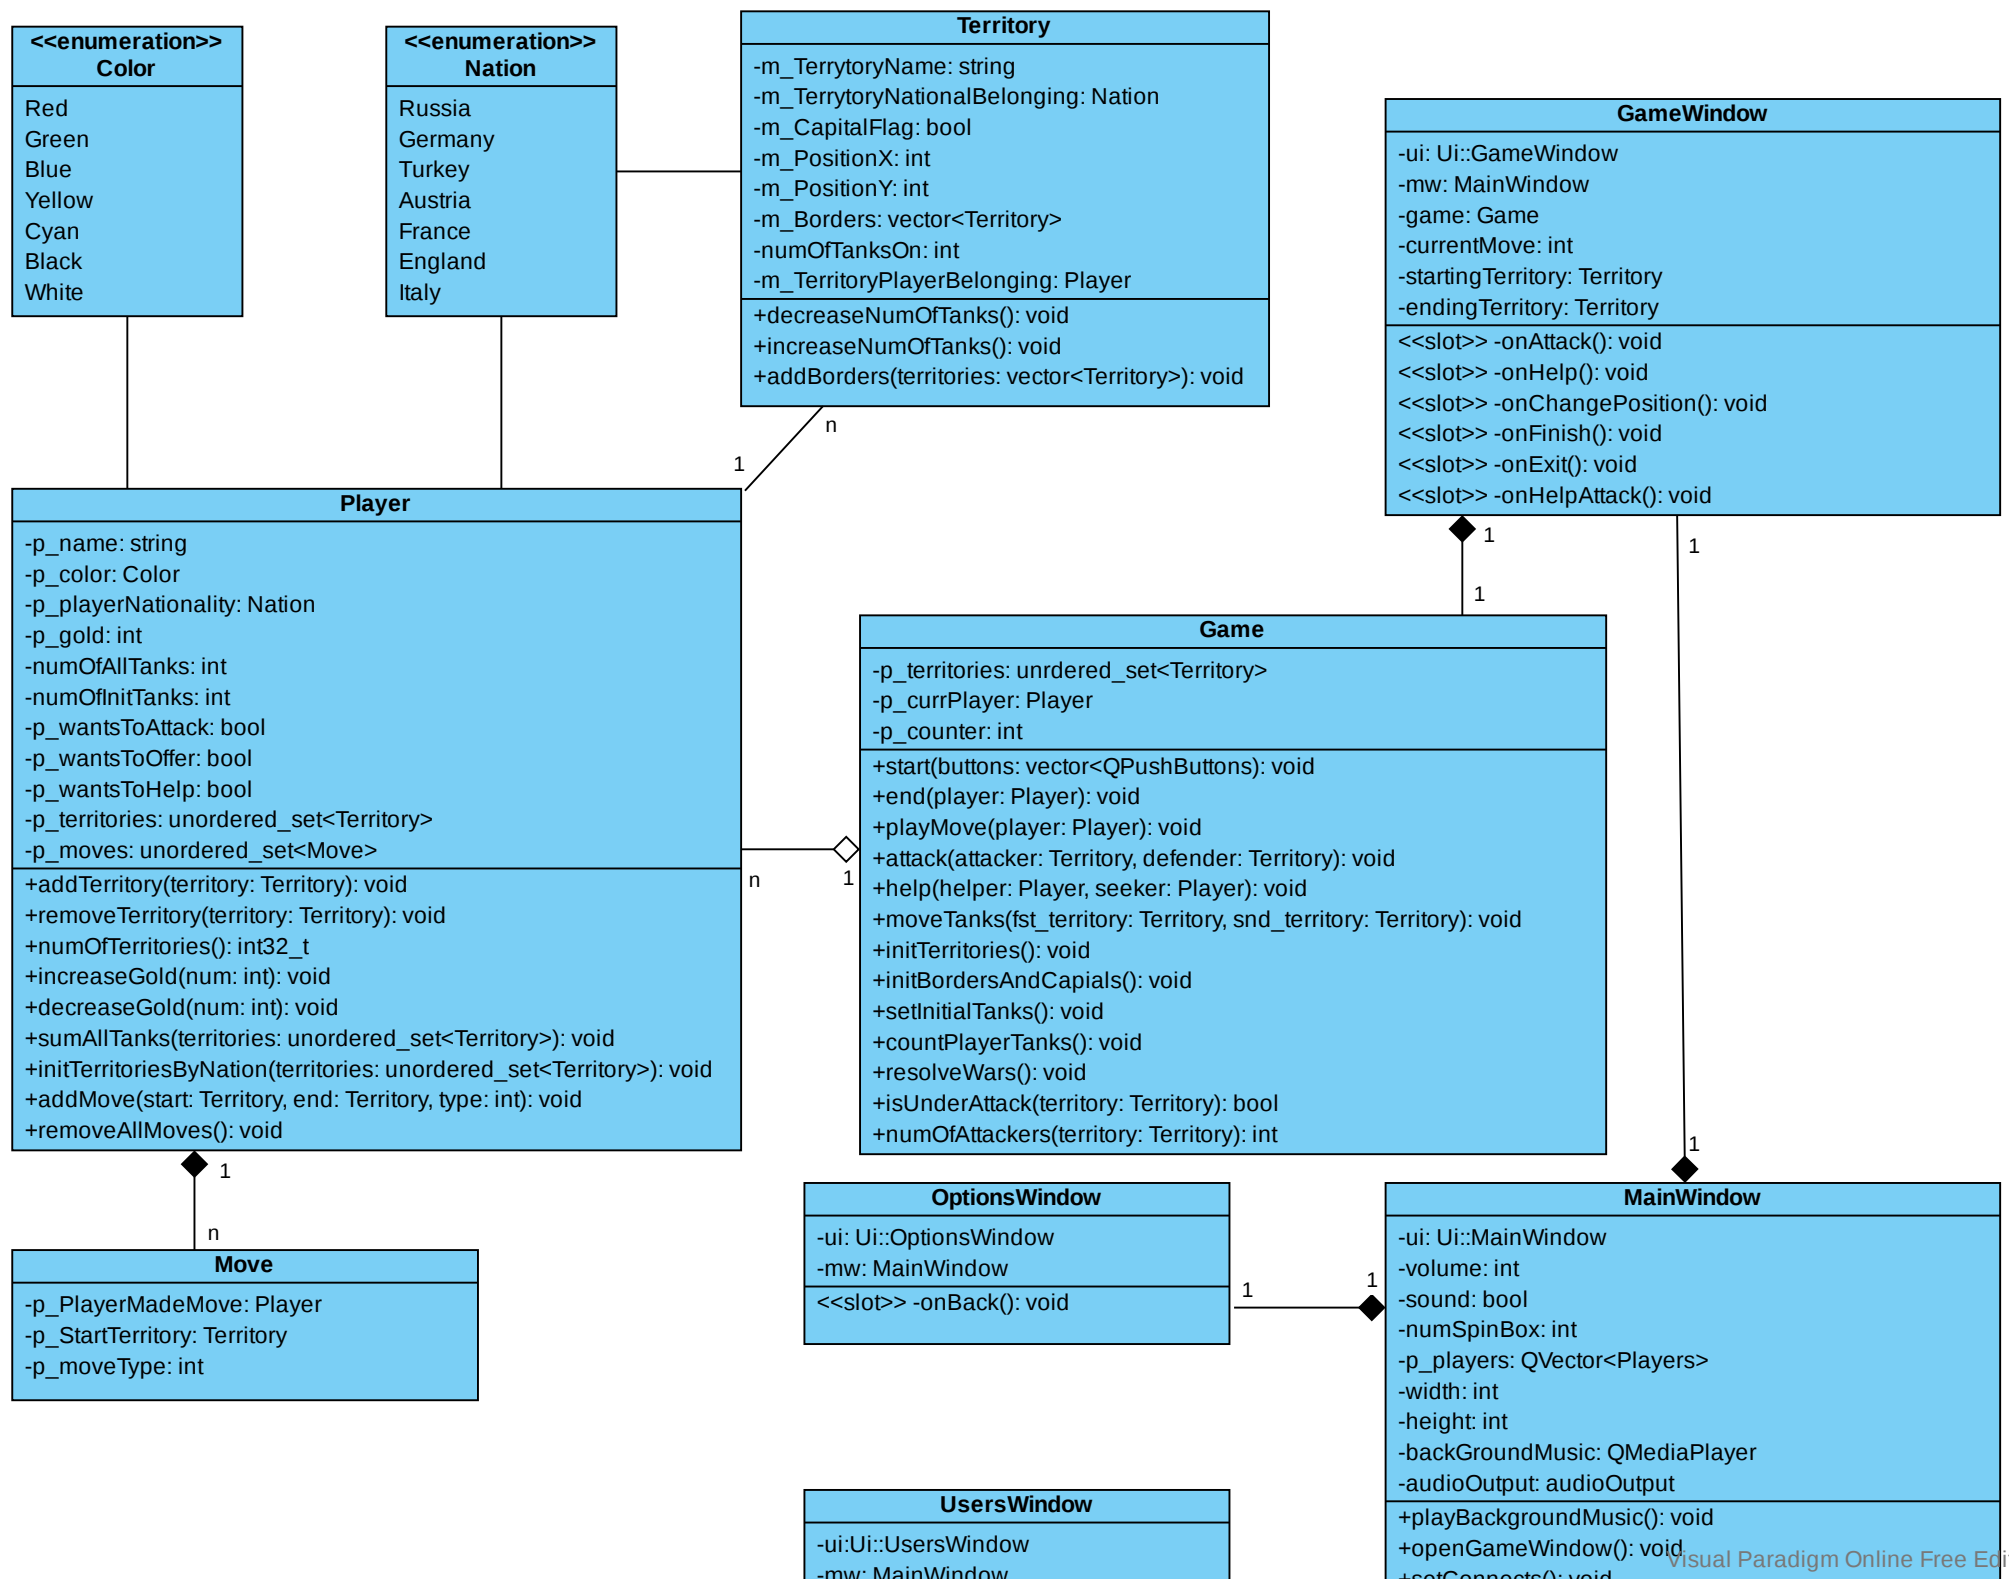 <<enumeration>>
Color
Red
Green
Blue
Yellow
Cyan
Black
White
<<enumeration>>
Nation
Russia
Germany
Turkey
Austria
France
England
Italy
Territory
-m_TerrytoryName: string
-m_TerrytoryNationalBelonging: Nation
-m_CapitalFlag: bool
-m_PositionX: int
-m_PositionY: int
-m_Borders: vector<Territory>
-numOfTanksOn: int
-m_TerritoryPlayerBelonging: Player
+decreaseNumOfTanks(): void
+increaseNumOfTanks(): void
+addBorders(territories: vector<Territory>): void
n
1
GameWindow
-ui: Ui::GameWindow
-mw: MainWindow
-game: Game
-currentMove: int
-startingTerritory: Territory
-endingTerritory: Territory
<<slot>> -onAttack(): void
<<slot>> -onHelp(): void
<<slot>> -onChangePosition(): void
<<slot>> -onFinish(): void
<<slot>> -onExit(): void
<<slot>> -onHelpAttack(): void
1
1
1
1
Player
-p_name: string
-p_color: Color
-p_playerNationality: Nation
-p_gold: int
-numOfAllTanks: int
-numOfInitTanks: int
-p_wantsToAttack: bool
-p_wantsToOffer: bool
-p_wantsToHelp: bool
-p_territories: unordered_set<Territory>
-p_moves: unordered_set<Move>
+addTerritory(territory: Territory): void
+removeTerritory(territory: Territory): void
+numOfTerritories(): int32_t
+increaseGold(num: int): void
+decreaseGold(num: int): void
+sumAllTanks(territories: unordered_set<Territory>): void
+initTerritoriesByNation(territories: unordered_set<Territory>): void
+addMove(start: Territory, end: Territory, type: int): void
+removeAllMoves(): void
n
1
Game
-p_territories: unrdered_set<Territory>
-p_currPlayer: Player
-p_counter: int
+start(buttons: vector<QPushButtons): void
+end(player: Player): void
+playMove(player: Player): void
+attack(attacker: Territory, defender: Territory): void
+help(helper: Player, seeker: Player): void
+moveTanks(fst_territory: Territory, snd_territory: Territory): void
+initTerritories(): void
+initBordersAndCapials(): void
+setInitialTanks(): void
+countPlayerTanks(): void
+resolveWars(): void
+isUnderAttack(territory: Territory): bool
+numOfAttackers(territory: Territory): int
1
n
Move
-p_PlayerMadeMove: Player
-p_StartTerritory: Territory
-p_moveType: int
OptionsWindow
-ui: Ui::OptionsWindow
-mw: MainWindow
<<slot>> -onBack(): void
1
1
MainWindow
-ui: Ui::MainWindow
-volume: int
-sound: bool
-numSpinBox: int
-p_players: QVector<Players>
-width: int
-height: int
-backGroundMusic: QMediaPlayer
-audioOutput: audioOutput
+playBackgroundMusic(): void
+openGameWindow(): void
+setConnects(): void
UsersWindow
-ui:Ui::UsersWindow
-mw: MainWindow
Visual Paradigm Online Free Edi